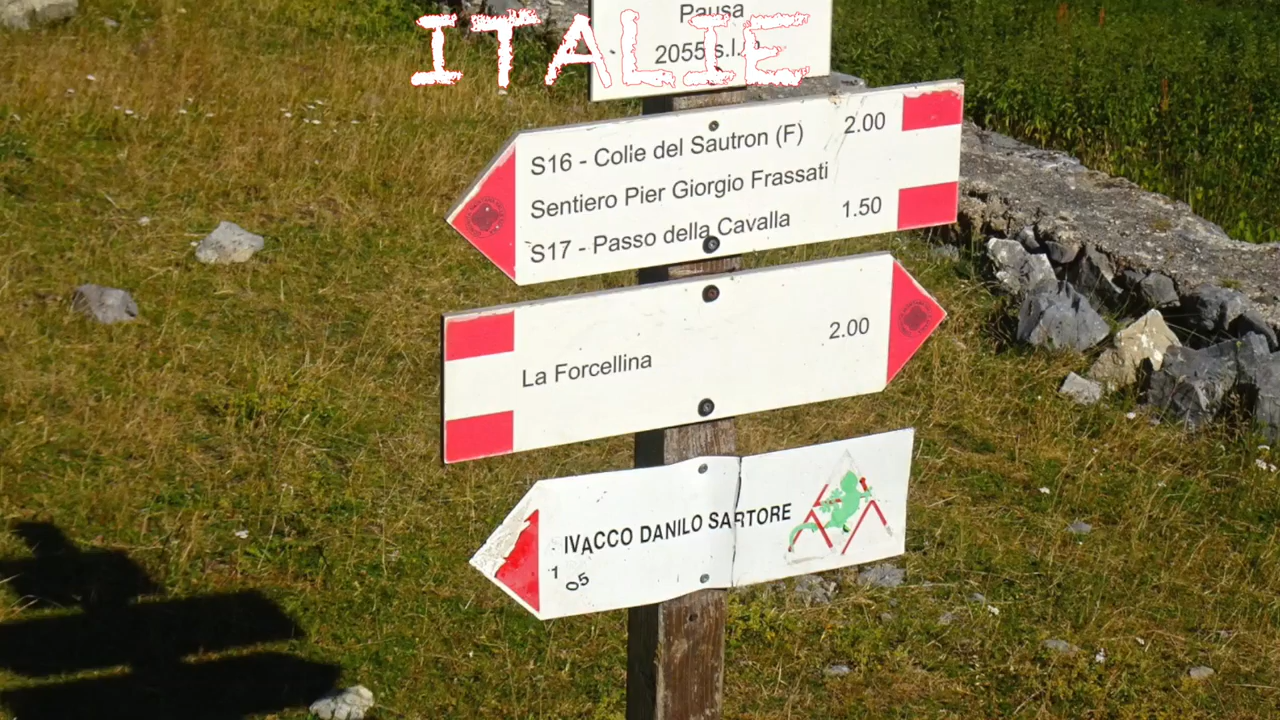 ITALIE
Pausa
2055 s.l.
S16 - Colle del Sautron (F) 2.00
Sentiero Pier Giorgio Frassati
S17 - Passo della Cavalla 1.50
La Forcellina 2.00
IVACCO DANILO SARTORE
1
05